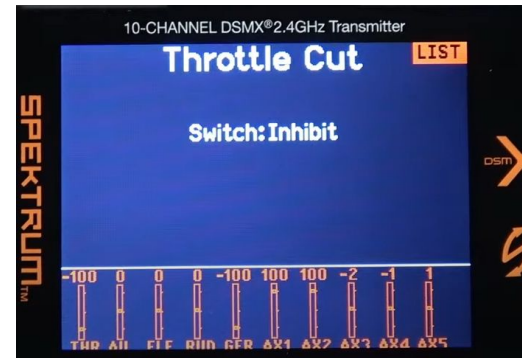 10-CHANNEL DSMX®2.4GHz Transmitter
Throttle Cut
LIST
Switch:Inhibit
SPEKTRUM™
DSM
-100 0 0 0 -100 100 100 -2 -1 1
THR AIL ELE RUD GER AX1 AX2 AX3 AX4 AX5